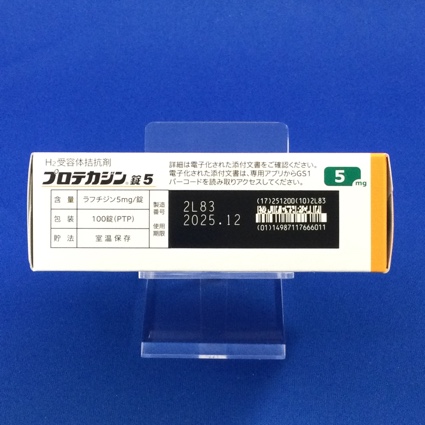 H₂受容体拮抗剤
プロテカジン錠5
含量 ラフチジン5mg/錠
包装 100錠(PTP)
貯法 室温保存
製造番号 2L83
使用期限 2025.12
詳細は電子化された添付文書をご確認ください。
電子化された添付文書は、専用アプリからGS1
バーコードを読み取りアクセスしてください。
(17)251200(10)2L83
(01)14987117666011
5mg